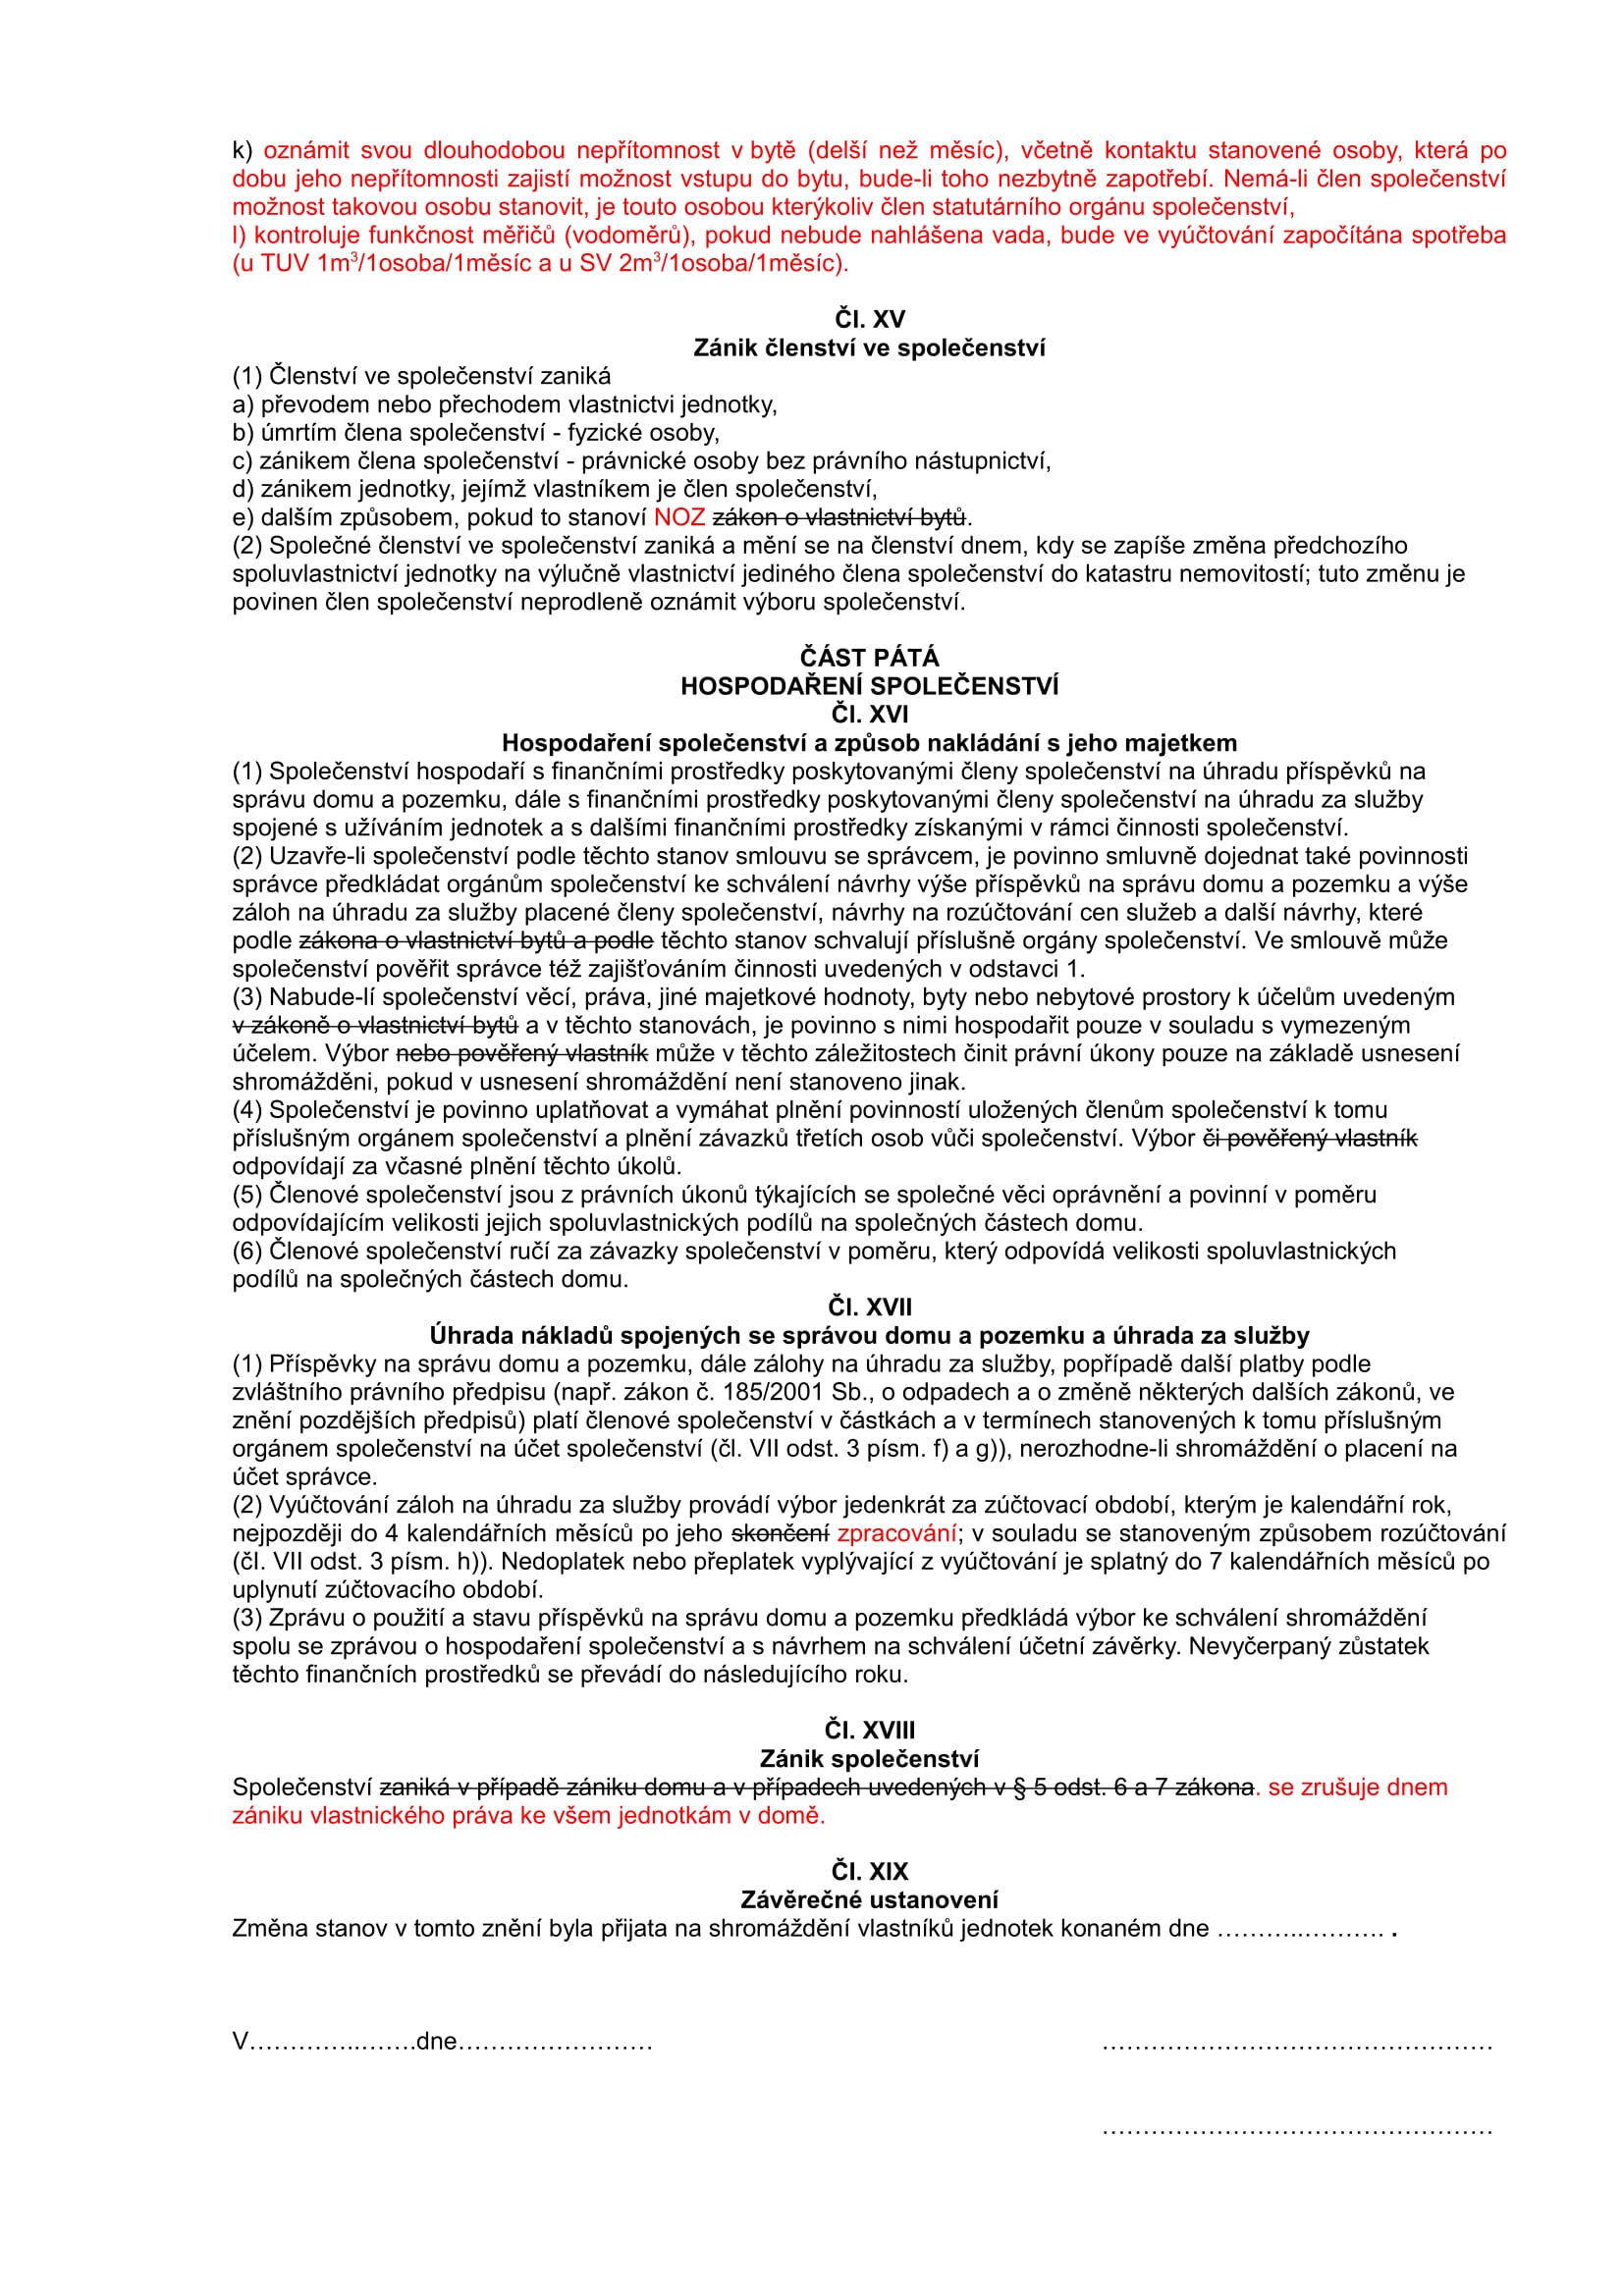 k) oznámit svou dlouhodobou nepřítomnost v bytě (delší než měsíc), včetně kontaktu stanovené osoby, která po
dobu jeho nepřítomnosti zajistí možnost vstupu do bytu, bude-li toho nezbytně zapotřebí. Nemá-li člen společenství
možnost takovou osobu stanovit, je touto osobou kterýkoliv člen statutárního orgánu společenství,
l) kontroluje funkčnost měřičů (vodoměrů), pokud nebude nahlášena vada, bude ve vyúčtování započítána spotřeba
(u TUV 1m³/1osoba/1měsíc a u SV 2m³/1osoba/1měsíc).
Čl. XV
Zánik členství ve společenství
(1) Členství ve společenství zaniká
a) převodem nebo přechodem vlastnictvi jednotky,
b) úmrtím člena společenství - fyzické osoby,
c) zánikem člena společenství - právnické osoby bez právního nástupnictví,
d) zánikem jednotky, jejímž vlastníkem je člen společenství,
e) dalším způsobem, pokud to stanoví NOZ zákon o vlastnictví bytů.
(2) Společné členství ve společenství zaniká a mění se na členství dnem, kdy se zapíše změna předchozího
spoluvlastnictví jednotky na výlučně vlastnictví jediného člena společenství do katastru nemovitostí; tuto změnu je
povinen člen společenství neprodleně oznámit výboru společenství.
ČÁST PÁTÁ
HOSPODAŘENÍ SPOLEČENSTVÍ
Čl. XVI
Hospodaření společenství a způsob nakládání s jeho majetkem
(1) Společenství hospodaří s finančními prostředky poskytovanými členy společenství na úhradu příspěvků na
správu domu a pozemku, dále s finančními prostředky poskytovanými členy společenství na úhradu za služby
spojené s užíváním jednotek a s dalšími finančními prostředky získanými v rámci činnosti společenství.
(2) Uzavře-li společenství podle těchto stanov smlouvu se správcem, je povinno smluvně dojednat také povinnosti
správce předkládat orgánům společenství ke schválení návrhy výše příspěvků na správu domu a pozemku a výše
záloh na úhradu za služby placené členy společenství, návrhy na rozúčtování cen služeb a další návrhy, které
podle zákona o vlastnictví bytů a podle těchto stanov schvalují příslušně orgány společenství. Ve smlouvě může
společenství pověřit správce též zajišťováním činnosti uvedených v odstavci 1.
(3) Nabude-lí společenství věcí, práva, jiné majetkové hodnoty, byty nebo nebytové prostory k účelům uvedeným
v zákoně o vlastnictví bytů a v těchto stanovách, je povinno s nimi hospodařit pouze v souladu s vymezeným
účelem. Výbor nebo pověřený vlastník může v těchto záležitostech činit právní úkony pouze na základě usnesení
shromážděni, pokud v usnesení shromáždění není stanoveno jinak.
(4) Společenství je povinno uplatňovat a vymáhat plnění povinností uložených členům společenství k tomu
příslušným orgánem společenství a plnění závazků třetích osob vůči společenství. Výbor či pověřený vlastník
odpovídají za včasné plnění těchto úkolů.
(5) Členové společenství jsou z právních úkonů týkajících se společné věci oprávnění a povinní v poměru
odpovídajícím velikosti jejich spoluvlastnických podílů na společných částech domu.
(6) Členové společenství ručí za závazky společenství v poměru, který odpovídá velikosti spoluvlastnických
podílů na společných částech domu.
Čl. XVII
Úhrada nákladů spojených se správou domu a pozemku a úhrada za služby
(1) Příspěvky na správu domu a pozemku, dále zálohy na úhradu za služby, popřípadě další platby podle
zvláštního právního předpisu (např. zákon č. 185/2001 Sb., o odpadech a o změně některých dalších zákonů, ve
znění pozdějších předpisů) platí členové společenství v částkách a v termínech stanovených k tomu příslušným
orgánem společenství na účet společenství (čl. VII odst. 3 písm. f) a g)), nerozhodne-li shromáždění o placení na
účet správce.
(2) Vyúčtování záloh na úhradu za služby provádí výbor jedenkrát za zúčtovací období, kterým je kalendářní rok,
nejpozději do 4 kalendářních měsíců po jeho skončení zpracování; v souladu se stanoveným způsobem rozúčtování
(čl. VII odst. 3 písm. h)). Nedoplatek nebo přeplatek vyplývající z vyúčtování je splatný do 7 kalendářních měsíců po
uplynutí zúčtovacího období.
(3) Zprávu o použití a stavu příspěvků na správu domu a pozemku předkládá výbor ke schválení shromáždění
spolu se zprávou o hospodaření společenství a s návrhem na schválení účetní závěrky. Nevyčerpaný zůstatek
těchto finančních prostředků se převádí do následujícího roku.
Čl. XVIII
Zánik společenství
Společenství zaniká v případě zániku domu a v případech uvedených v § 5 odst. 6 a 7 zákona. se zrušuje dnem
zániku vlastnického práva ke všem jednotkám v domě.
Čl. XIX
Závěrečné ustanovení
Změna stanov v tomto znění byla přijata na shromáždění vlastníků jednotek konaném dne ………..………. .
V…………..…….dne…………………… …………………………………………
…………………………………………